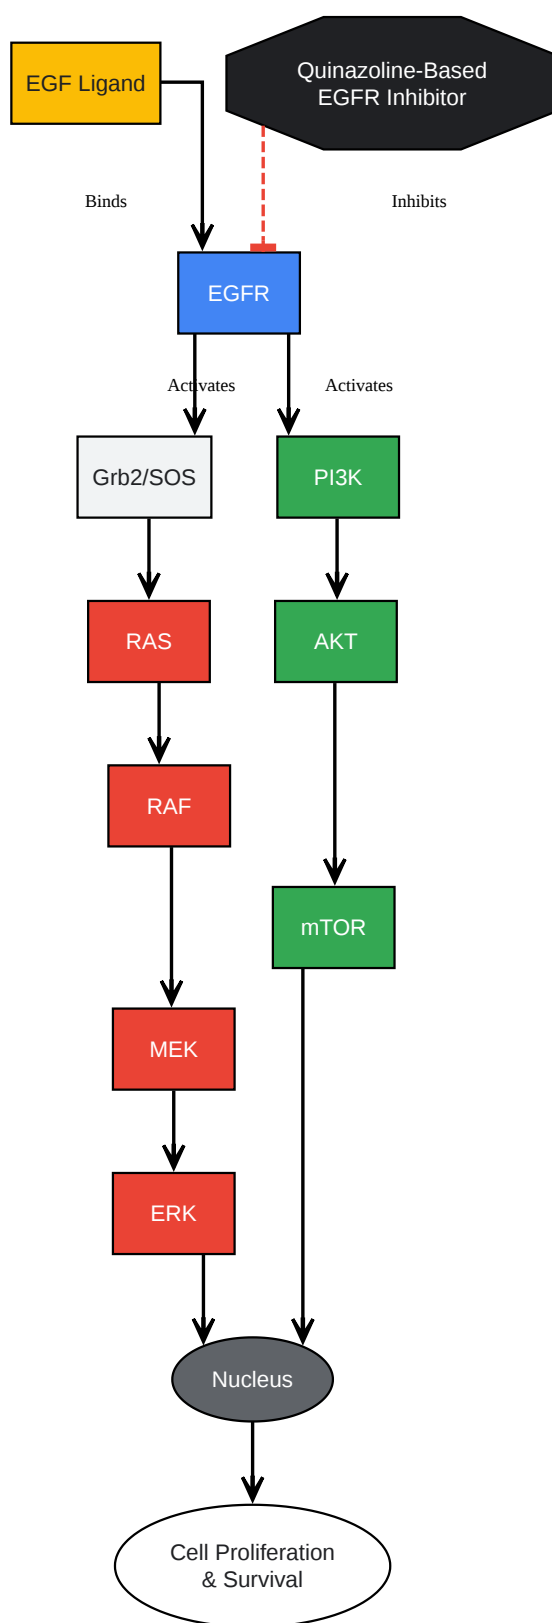 EGF Ligand
Quinazoline-Based
EGFR Inhibitor
Binds
Inhibits
EGFR
Activates
Activates
Grb2/SOS
PI3K
RAS
AKT
RAF
mTOR
MEK
ERK
Nucleus
Cell Proliferation
& Survival